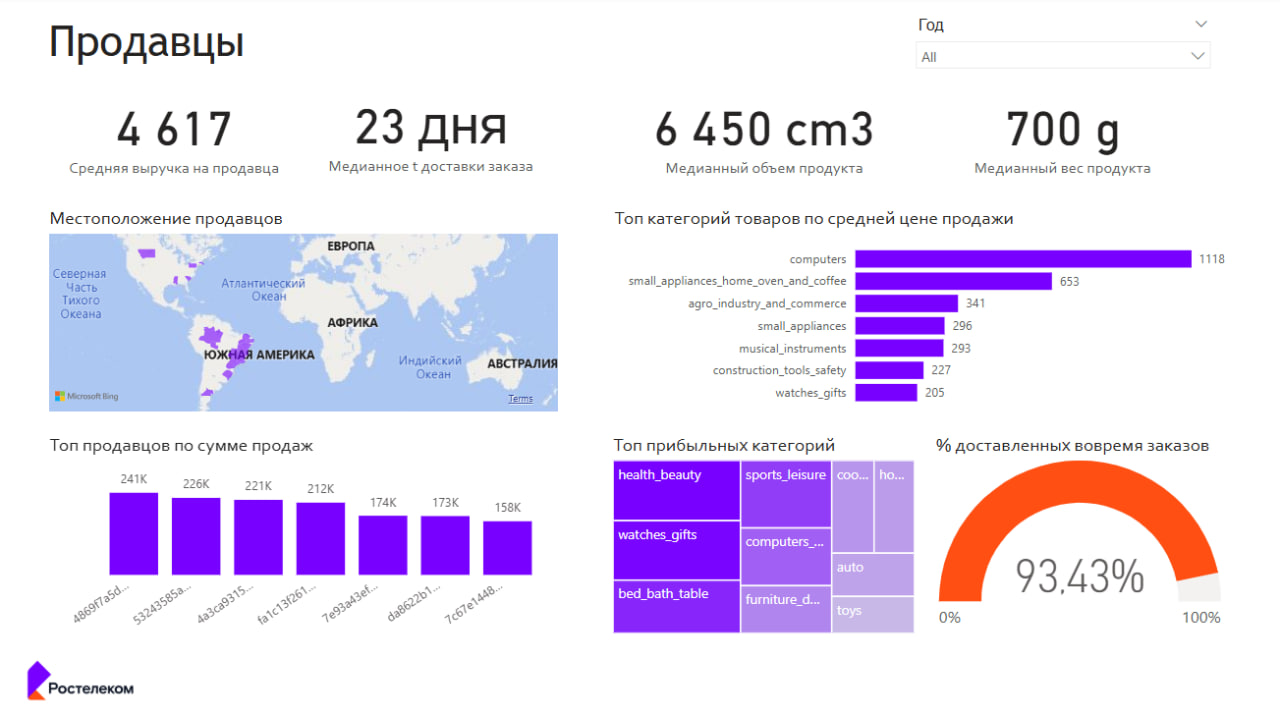 Продавцы
Год
All
4 617
Средняя выручка на продавца
23 дня
Медианное t доставки заказа
6 450 cm3
Медианный объем продукта
700 g
Медианный вес продукта
Местоположение продавцов
ЕВРОПА
Северная
Часть
Тихого
Океана
Атлантический
Океан
АФРИКА
ЮЖНАЯ АМЕРИКА
Индийский
Океан
АВСТРАЛИЯ
Microsoft Bing
Terms
Топ категорий товаров по средней цене продажи
computers 1118
small_appliances_home_oven_and_coffee 653
agro_industry_and_commerce 341
small_appliances 296
musical_instruments 293
construction_tools_safety 227
watches_gifts 205
Топ продавцов по сумме продаж
241K
226K
221K
212K
174K
173K
158K
4869f7a5d...
53243585a...
4a3ca9315...
fa1c13f261...
7e93a43ef...
da8622b1...
7c67e1448...
Топ прибыльных категорий
health_beauty
watches_gifts
bed_bath_table
sports_leisure
computers_...
furniture_d...
coo...
ho...
auto
toys
% доставленных вовремя заказов
93,43%
0%
100%
Ростелеком